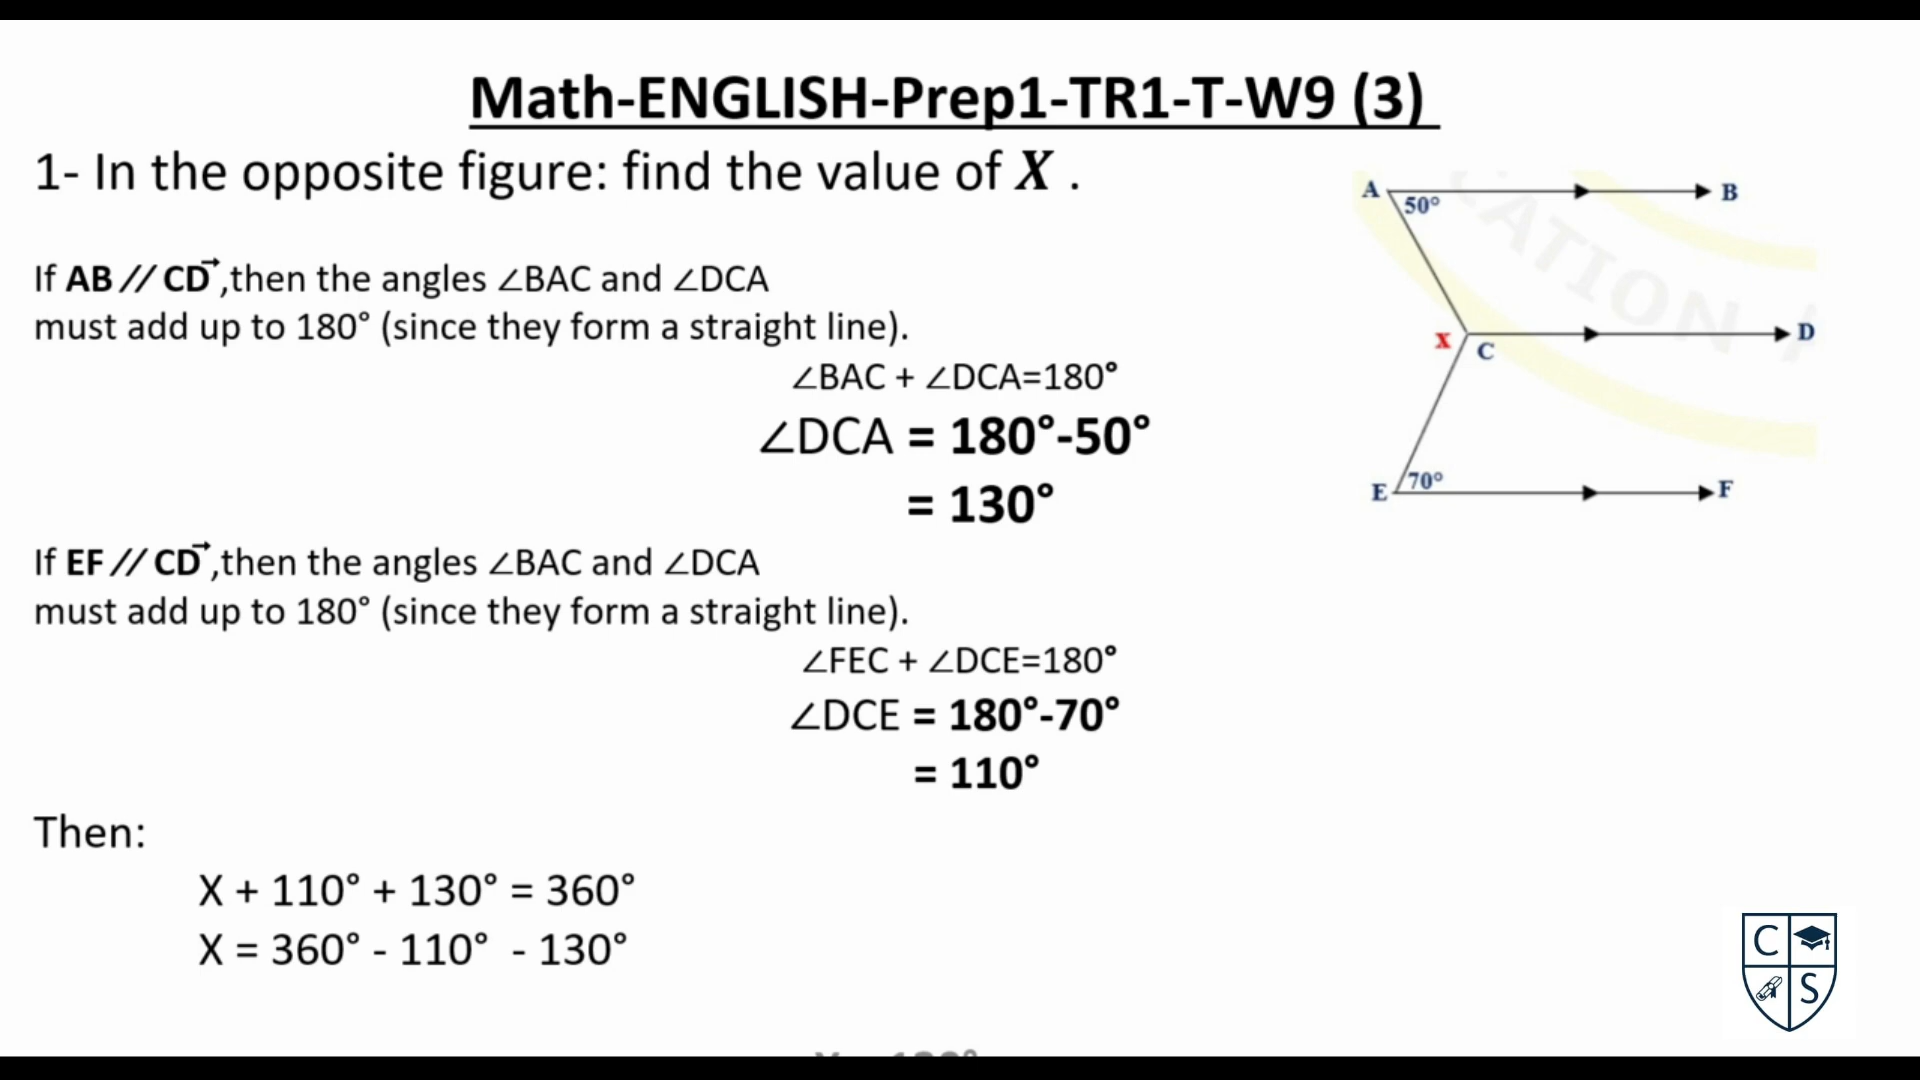 Math-ENGLISH-Prep1-TR1-T-W9 (3)
1- In the opposite figure: find the value of X .
If AB // CD⃗ ,then the angles ∠BAC and ∠DCA
must add up to 180° (since they form a straight line).
∠BAC + ∠DCA=180°
∠DCA = 180°-50°
= 130°
If EF // CD⃗ ,then the angles ∠BAC and ∠DCA
must add up to 180° (since they form a straight line).
∠FEC + ∠DCE=180°
∠DCE = 180°-70°
= 110°
Then:
X + 110° + 130° = 360°
X = 360° - 110° - 130°
A
50°
B
X
C
D
E
70°
F
CATION
C
S